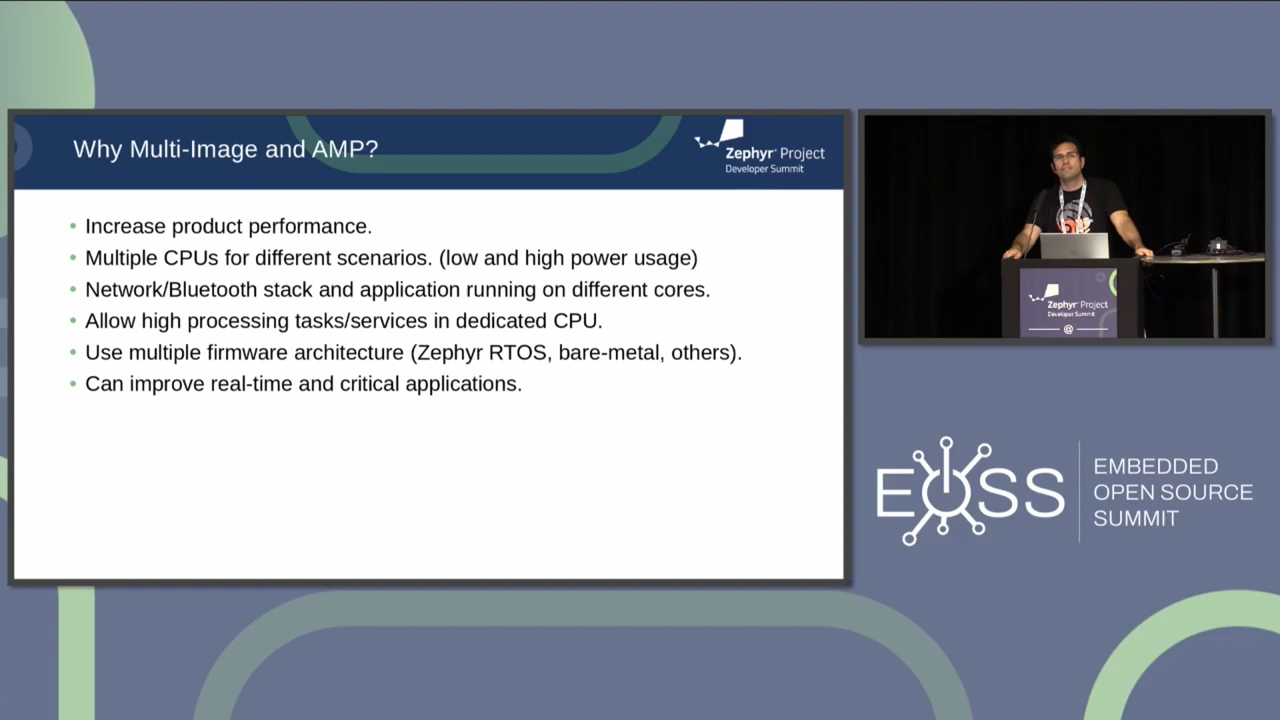 Why Multi-Image and AMP?
Zephyr® Project
Developer Summit
• Increase product performance.
• Multiple CPUs for different scenarios. (low and high power usage)
• Network/Bluetooth stack and application running on different cores.
• Allow high processing tasks/services in dedicated CPU.
• Use multiple firmware architecture (Zephyr RTOS, bare-metal, others).
• Can improve real-time and critical applications.
Zephyr® Project
Developer Summit
@
EOSS
EMBEDDED
OPEN SOURCE
SUMMIT